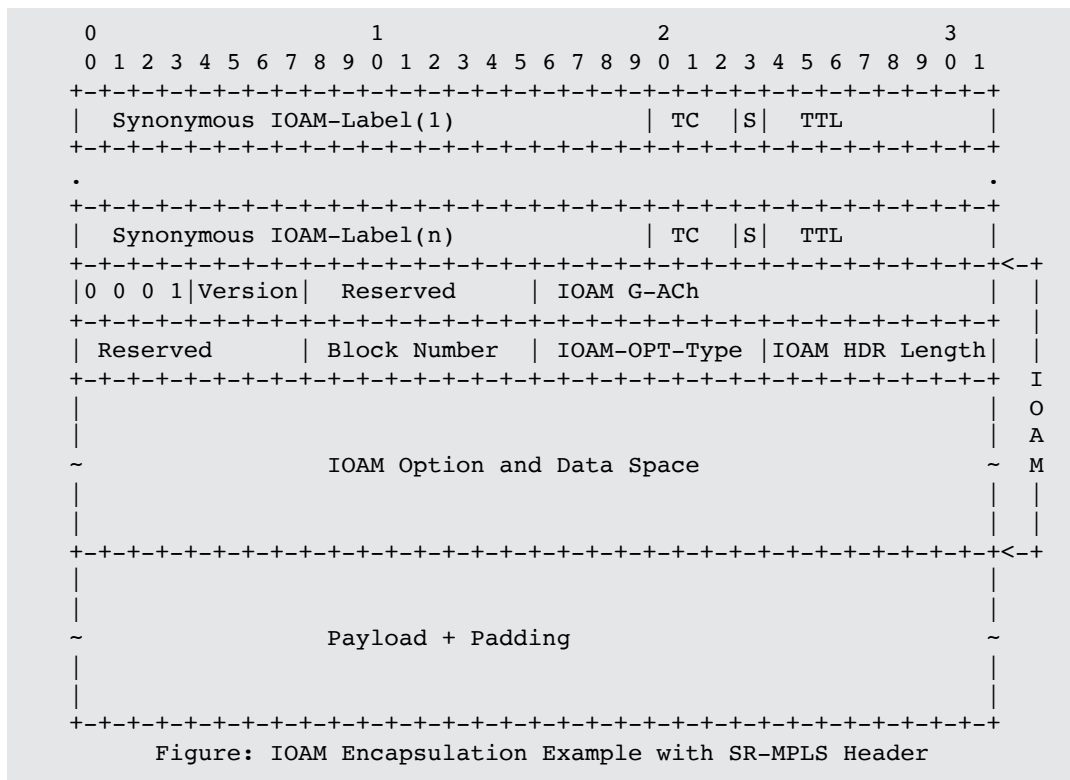 0                   1                   2                   3
 0 1 2 3 4 5 6 7 8 9 0 1 2 3 4 5 6 7 8 9 0 1 2 3 4 5 6 7 8 9 0 1
+-+-+-+-+-+-+-+-+-+-+-+-+-+-+-+-+-+-+-+-+-+-+-+-+-+-+-+-+-+-+-+-+
|  Synonymous IOAM-Label(1)             | TC  |S|  TTL          |
+-+-+-+-+-+-+-+-+-+-+-+-+-+-+-+-+-+-+-+-+-+-+-+-+-+-+-+-+-+-+-+-+
.                                                               .
+-+-+-+-+-+-+-+-+-+-+-+-+-+-+-+-+-+-+-+-+-+-+-+-+-+-+-+-+-+-+-+-+
|  Synonymous IOAM-Label(n)             | TC  |S|  TTL          |
+-+-+-+-+-+-+-+-+-+-+-+-+-+-+-+-+-+-+-+-+-+-+-+-+-+-+-+-+-+-+-+-+<-+
|0 0 0 1|Version|  Reserved     | IOAM G-ACh                    |  |
+-+-+-+-+-+-+-+-+-+-+-+-+-+-+-+-+-+-+-+-+-+-+-+-+-+-+-+-+-+-+-+-+  |
| Reserved      | Block Number  | IOAM-OPT-Type |IOAM HDR Length|  |
+-+-+-+-+-+-+-+-+-+-+-+-+-+-+-+-+-+-+-+-+-+-+-+-+-+-+-+-+-+-+-+-+  I
|                                                               |  O
|                                                               |  A
~                 IOAM Option and Data Space                    ~  M
|                                                               |  |
|                                                               |  |
+-+-+-+-+-+-+-+-+-+-+-+-+-+-+-+-+-+-+-+-+-+-+-+-+-+-+-+-+-+-+-+-+<-+
|                                                               |
|                                                               |
~                 Payload + Padding                             ~
|                                                               |
|                                                               |
+-+-+-+-+-+-+-+-+-+-+-+-+-+-+-+-+-+-+-+-+-+-+-+-+-+-+-+-+-+-+-+-+
Figure: IOAM Encapsulation Example with SR-MPLS Header